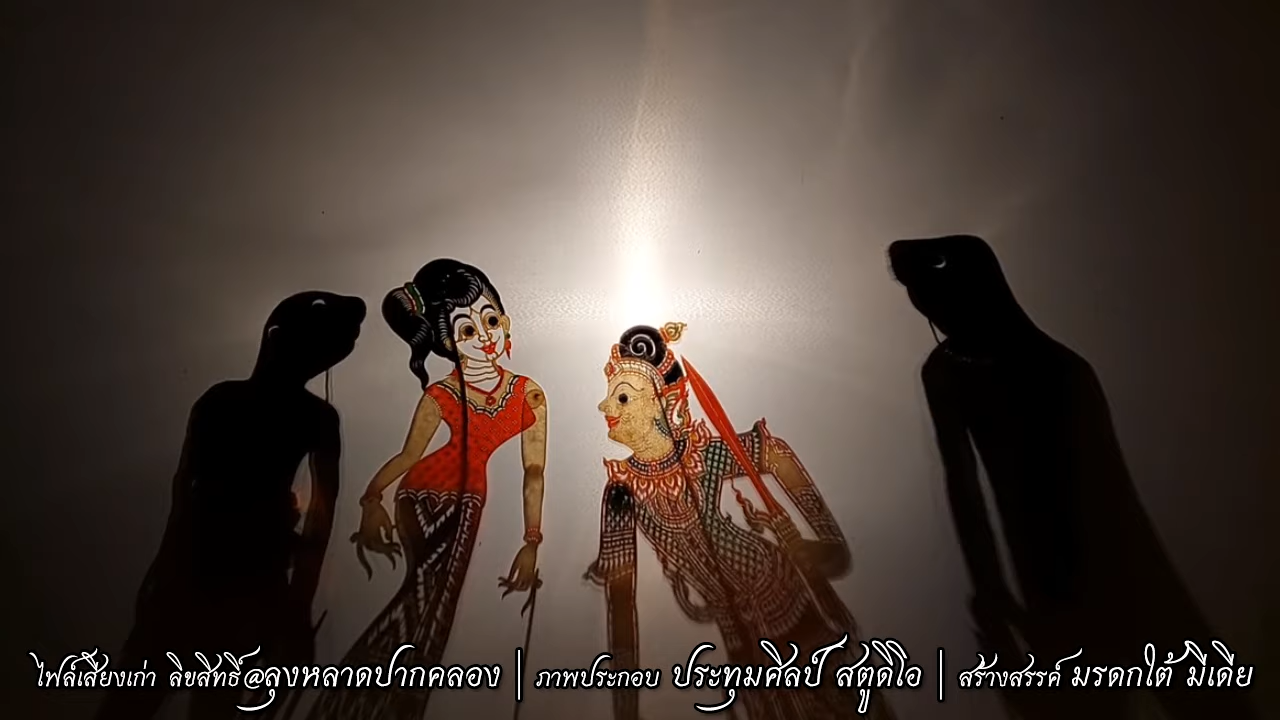 ไฟล์เสียงเก่า ลิขสิทธิ์@ลุงหลาดปากคลอง | ภาพประกอบ ประทุมศิลป์ สตูดิโอ | สร้างสรรค์ มรดกใต้ มีเดีย